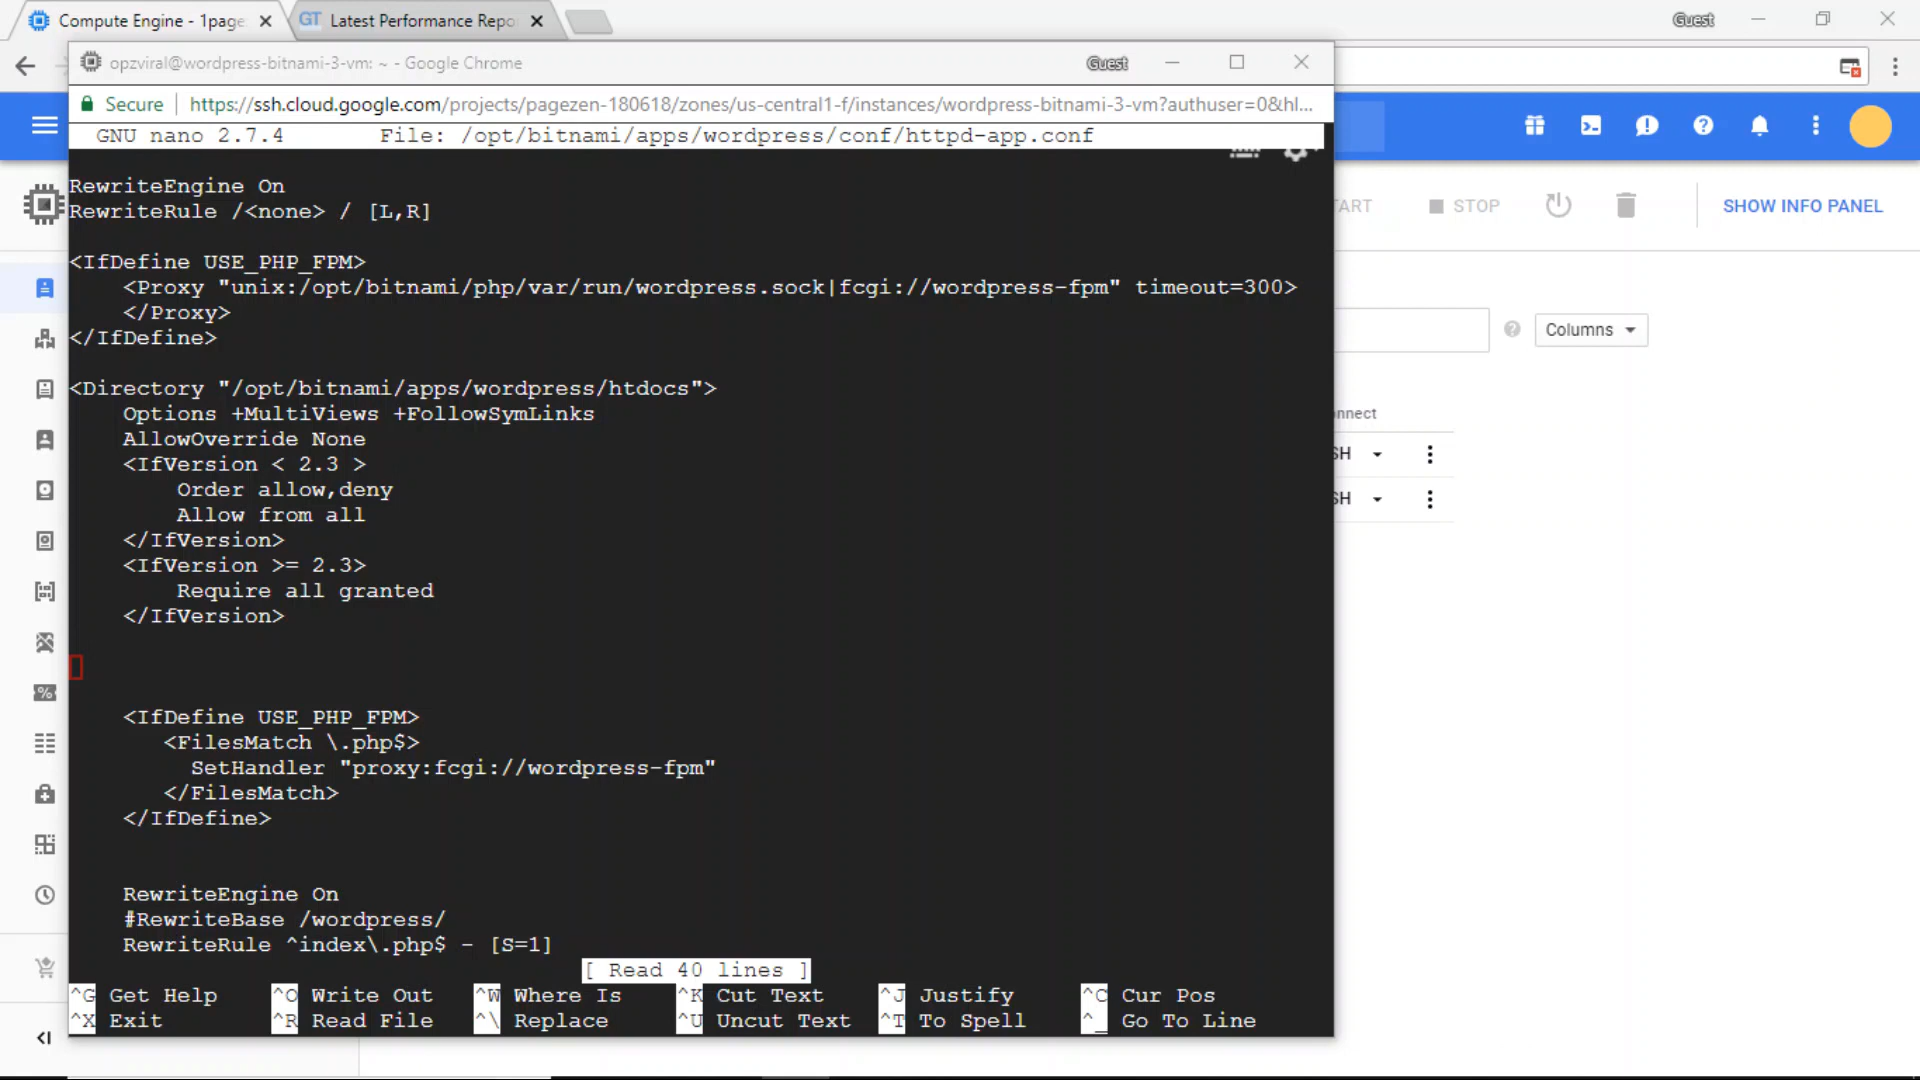 Compute Engine - 1page
GT Latest Performance Repo
Guest
opzviral@wordpress-bitnami-3-vm: ~ - Google Chrome
Guest
Secure | https://ssh.cloud.google.com/projects/pagezen-180618/zones/us-central1-f/instances/wordpress-bitnami-3-vm?authuser=0&hl...
GNU nano 2.7.4 File: /opt/bitnami/apps/wordpress/conf/httpd-app.conf
RewriteEngine On
RewriteRule /<none> / [L,R]
<IfDefine USE_PHP_FPM>
<Proxy "unix:/opt/bitnami/php/var/run/wordpress.sock|fcgi://wordpress-fpm" timeout=300>
</Proxy>
</IfDefine>
<Directory "/opt/bitnami/apps/wordpress/htdocs">
Options +MultiViews +FollowSymLinks
AllowOverride None
<IfVersion < 2.3 >
Order allow,deny
Allow from all
</IfVersion>
<IfVersion >= 2.3>
Require all granted
</IfVersion>
<IfDefine USE_PHP_FPM>
<FilesMatch \.php$>
SetHandler "proxy:fcgi://wordpress-fpm"
</FilesMatch>
</IfDefine>
RewriteEngine On
#RewriteBase /wordpress/
RewriteRule ^index\.php$ - [S=1]
[ Read 40 lines ]
^G Get Help ^O Write Out ^W Where Is ^K Cut Text ^J Justify ^C Cur Pos
^X Exit ^R Read File ^\ Replace ^U Uncut Text ^T To Spell ^_ Go To Line
ART
STOP
SHOW INFO PANEL
Columns
nnect
SH
SH